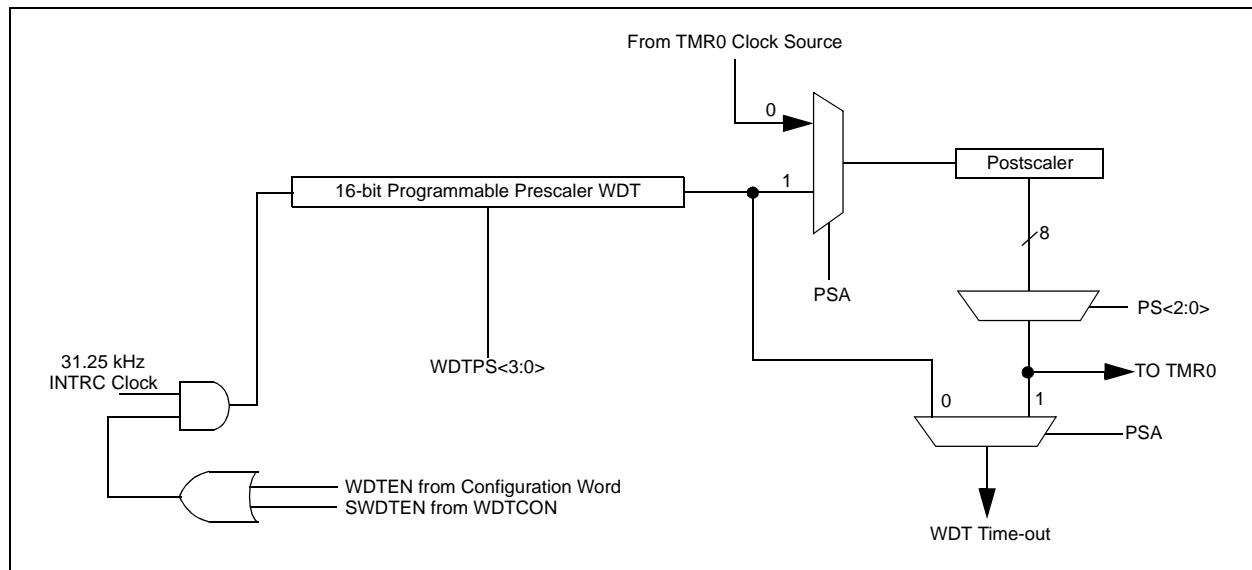 From TMR0 Clock Source
0
Postscaler
16-bit Programmable Prescaler WDT
1
8
PSA
PS<2:0>
31.25 kHz
INTRC Clock
WDTPS<3:0>
TO TMR0
0
1
PSA
WDTEN from Configuration Word
SWDTEN from WDTCON
WDT Time-out